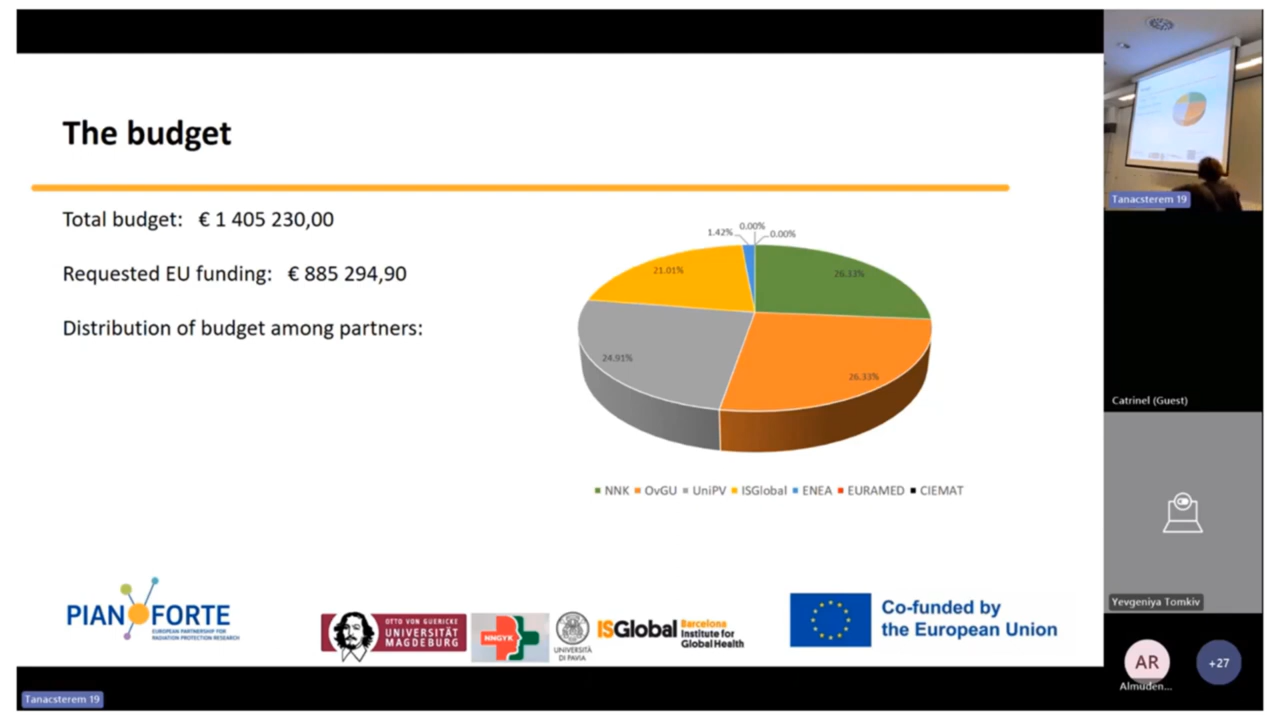 The budget
Total budget: € 1 405 230,00
Requested EU funding: € 885 294,90
Distribution of budget among partners:
1.42%
0.00%
0.00%
21.01%
26.33%
24.91%
26.33%
NNK OvGU UniPV ISGlobal ENEA EURAMED CIEMAT
PIANOFORTE
EUROPEAN PARTNERSHIP FOR
RADIATION PROTECTION RESEARCH
OTTO VON GUERICKE
UNIVERSITÄT
MAGDEBURG
NNGYK
UNIVERSITÀ
DI PAVIA
ISGlobal
Barcelona
Institute for
Global Health
Co-funded by
the European Union
Tanacsterem 19
Catrinel (Guest)
Yevgeniya Tomkiv
AR
Almuden...
+27
Tanacsterem 19